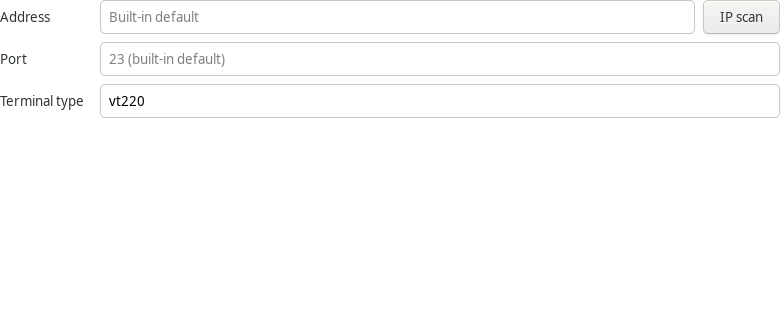 Address Built-in default IP scan
Port 23 (built-in default)
Terminal type vt220